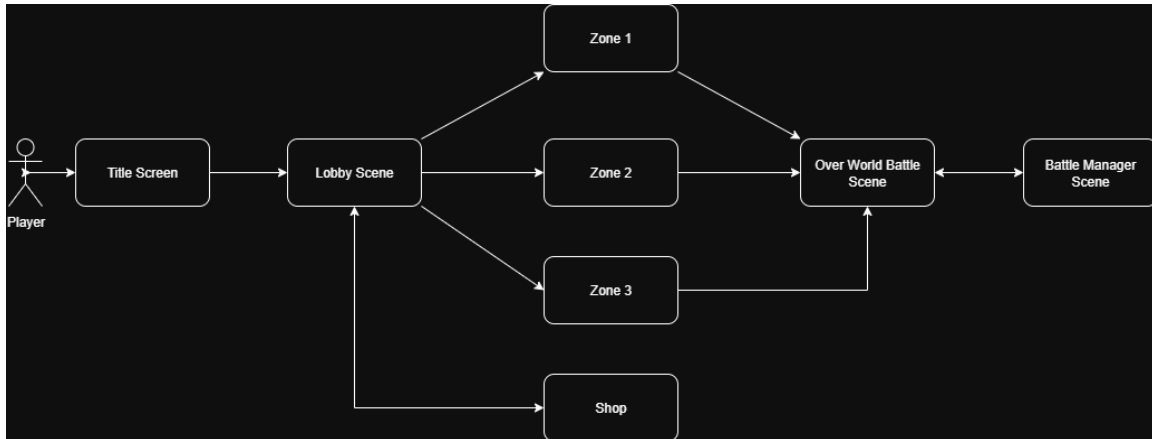 Zone 1
Player
Title Screen
Lobby Scene
Zone 2
Over World Battle
Scene
Battle Manager
Scene
Zone 3
Shop